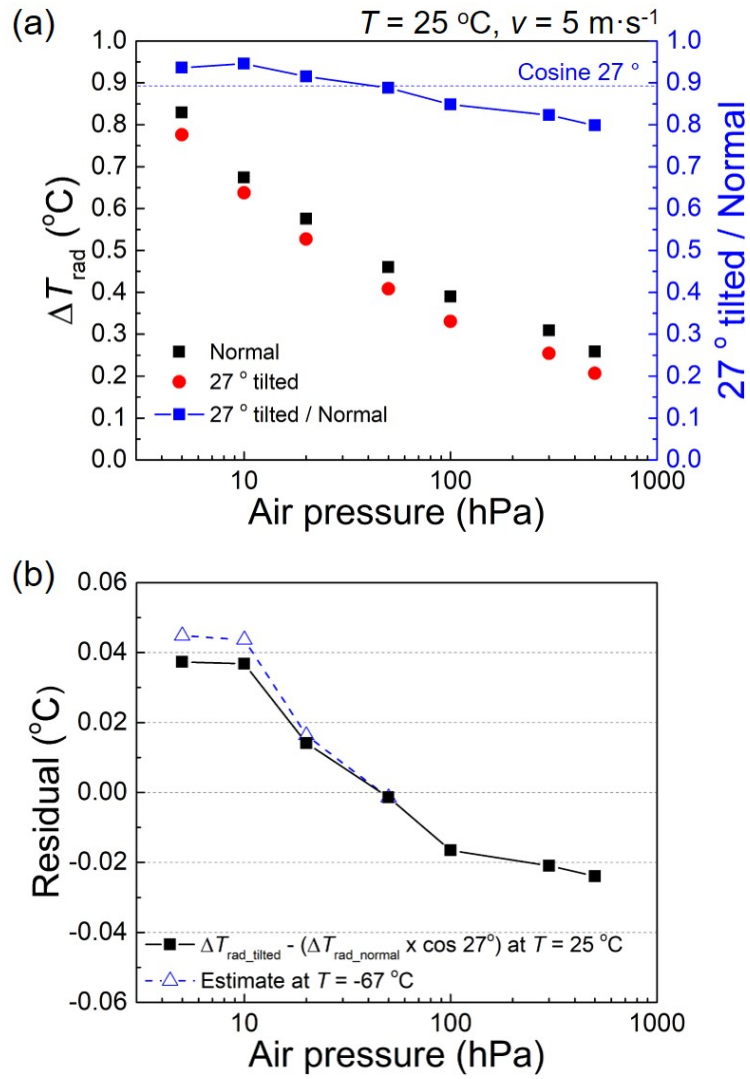 (a)
T = 25 °C, v = 5 m·s-1
1.0
0.9
0.8
0.7
0.6
0.5
0.4
0.3
0.2
0.1
0.0
ΔTrad (°C)
Cosine 27 °
Normal
27 ° tilted
27 ° tilted / Normal
1.0
0.9
0.8
0.7
0.6
0.5
0.4
0.3
0.2
0.1
0.0
27 ° tilted / Normal
10
100
1000
Air pressure (hPa)
(b)
0.06
0.04
0.02
0.00
-0.02
-0.04
-0.06
Residual (°C)
ΔTrad_tilted - (ΔTrad_normal x cos 27°) at T = 25 °C
Estimate at T = -67 °C
10
100
1000
Air pressure (hPa)